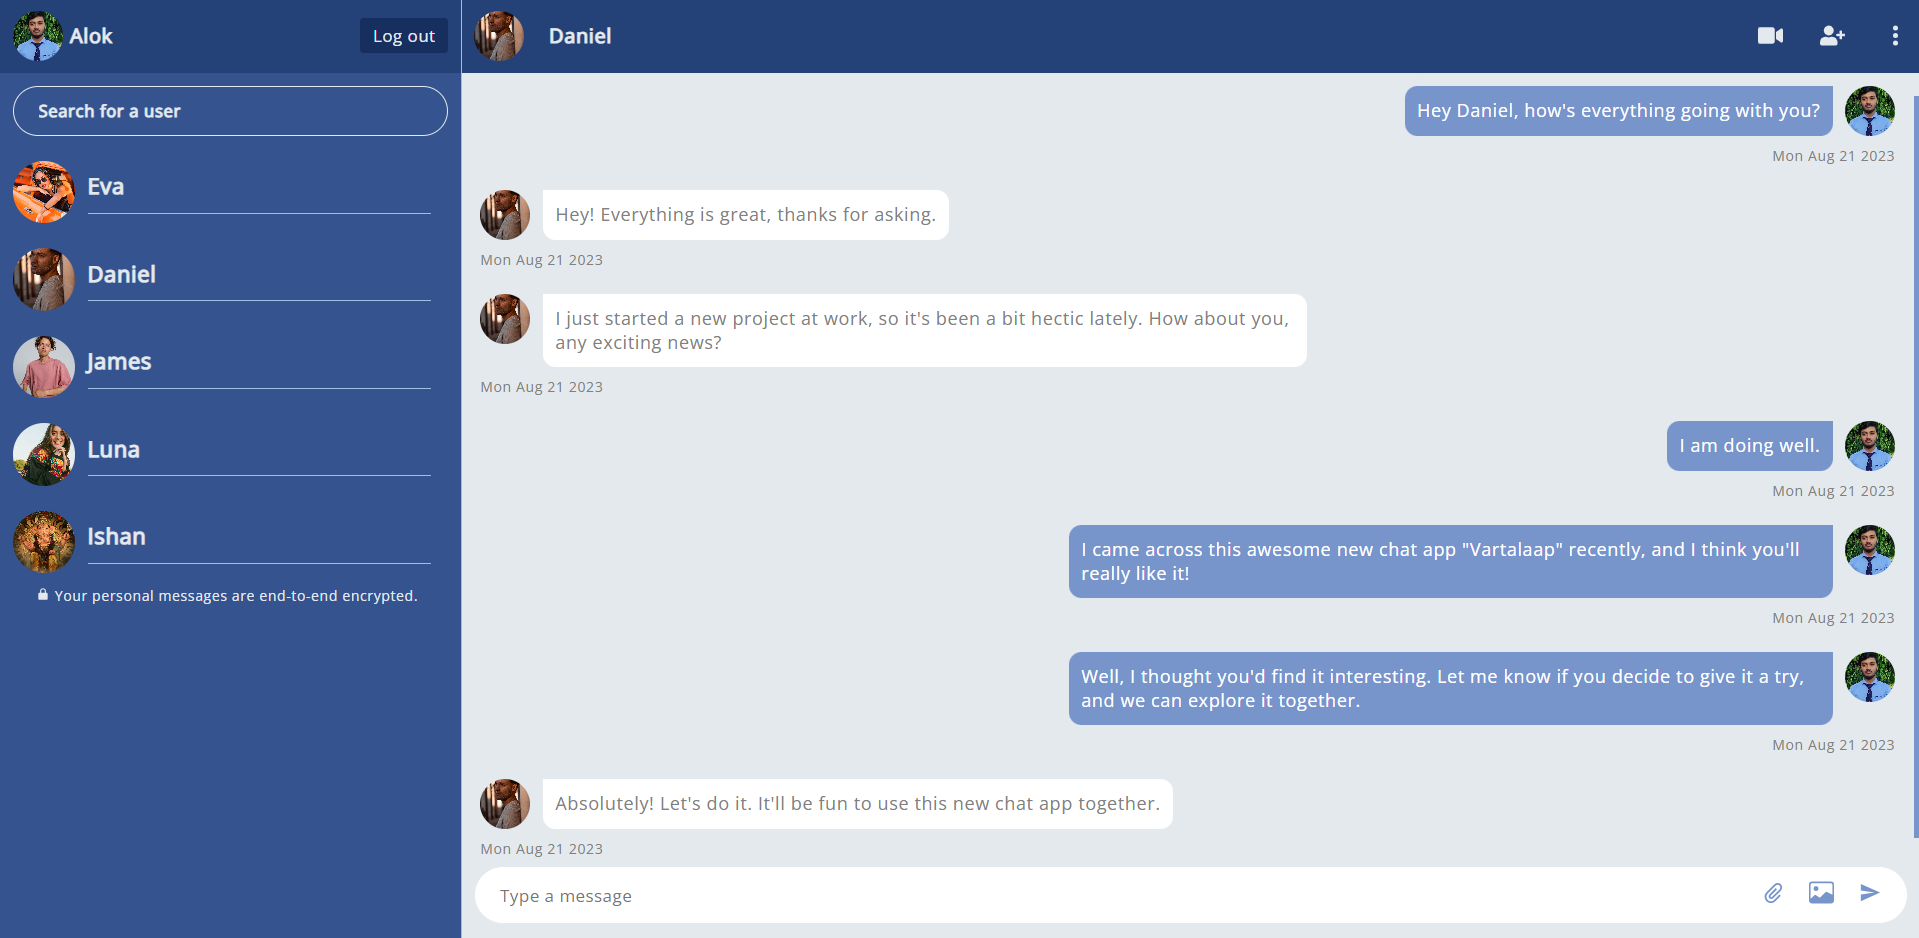 Alok
Log out
Search for a user
Eva
Daniel
James
Luna
Ishan
Your personal messages are end-to-end encrypted.
Daniel
Hey Daniel, how's everything going with you?
Mon Aug 21 2023
Hey! Everything is great, thanks for asking.
Mon Aug 21 2023
I just started a new project at work, so it's been a bit hectic lately. How about you,
any exciting news?
Mon Aug 21 2023
I am doing well.
Mon Aug 21 2023
I came across this awesome new chat app "Vartalaap" recently, and I think you'll
really like it!
Mon Aug 21 2023
Well, I thought you'd find it interesting. Let me know if you decide to give it a try,
and we can explore it together.
Mon Aug 21 2023
Absolutely! Let's do it. It'll be fun to use this new chat app together.
Mon Aug 21 2023
Type a message